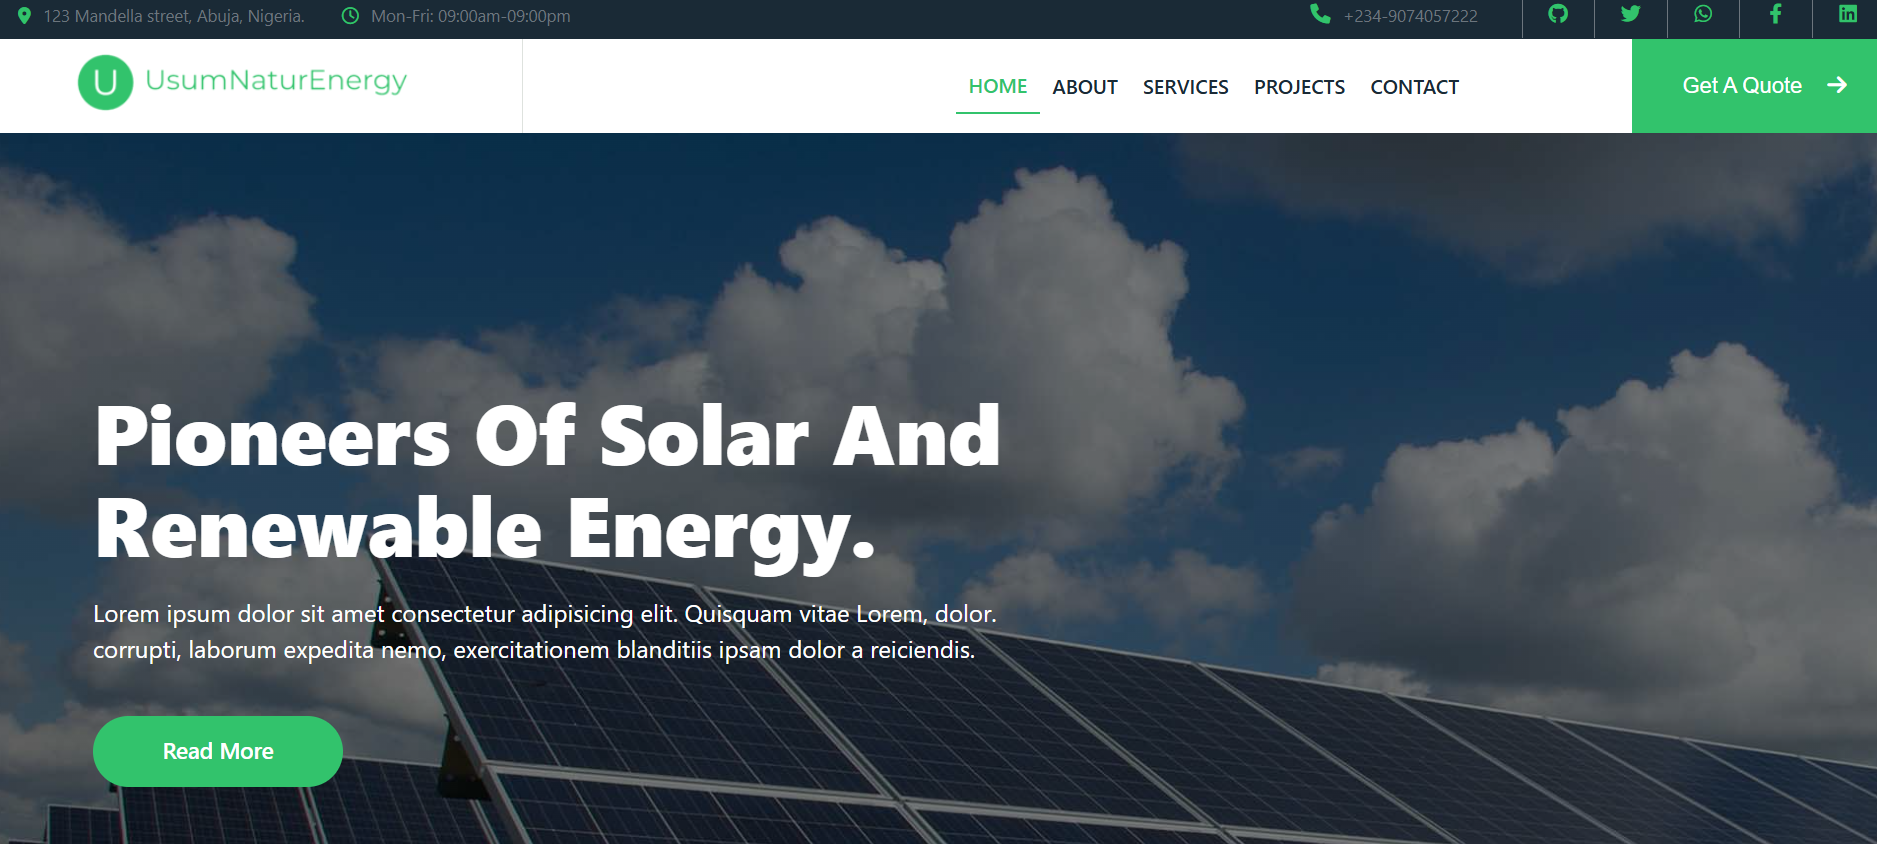 123 Mandella street, Abuja, Nigeria.
Mon-Fri: 09:00am-09:00pm
+234-9074057222
U UsumNaturEnergy
HOME ABOUT SERVICES PROJECTS CONTACT
Get A Quote
Pioneers Of Solar And
Renewable Energy.
Lorem ipsum dolor sit amet consectetur adipisicing elit. Quisquam vitae Lorem, dolor.
corrupti, laborum expedita nemo, exercitationem blanditiis ipsam dolor a reiciendis.
Read More